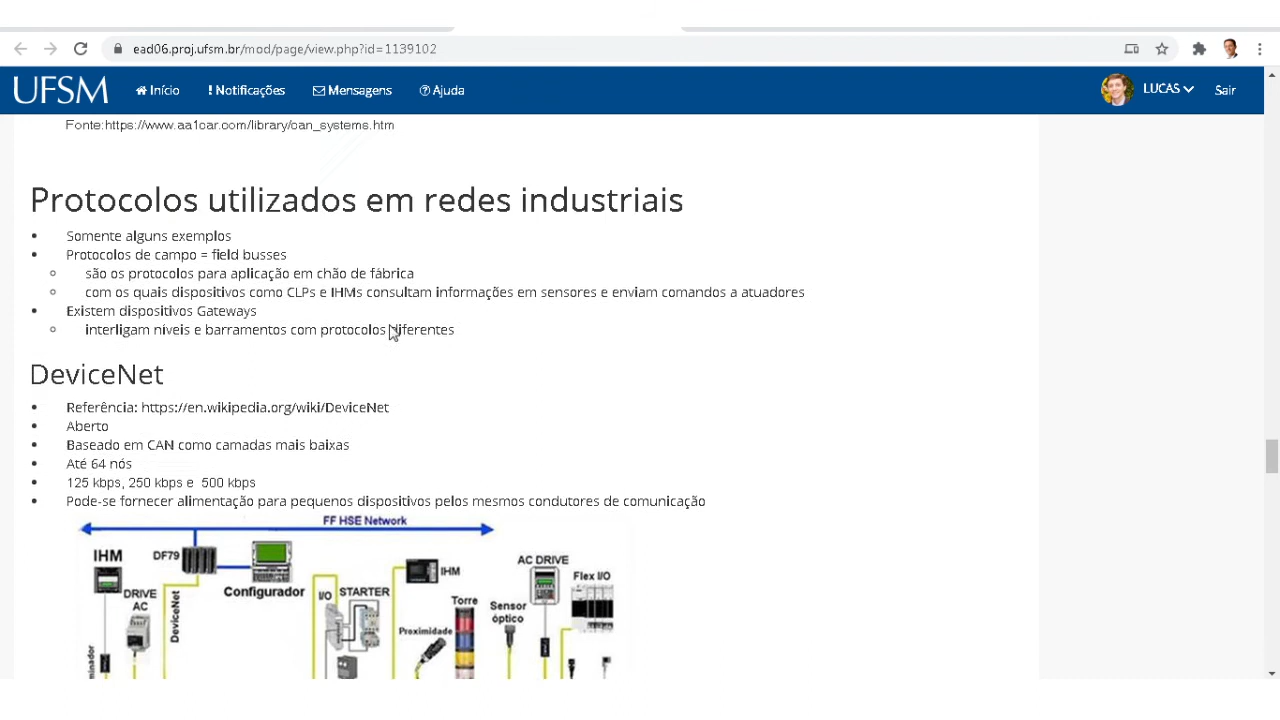 ead06.proj.ufsm.br/mod/page/view.php?id=1139102
UFSM
Início
Notificações
Mensagens
Ajuda
LUCAS
Sair
Fonte:https://www.aa1car.com/library/can_systems.htm
Protocolos utilizados em redes industriais
• Somente alguns exemplos
• Protocolos de campo = field busses
○ são os protocolos para aplicação em chão de fábrica
○ com os quais dispositivos como CLPs e IHMs consultam informações em sensores e enviam comandos a atuadores
• Existem dispositivos Gateways
○ interligam níveis e barramentos com protocolos diferentes
DeviceNet
• Referência: https://en.wikipedia.org/wiki/DeviceNet
• Aberto
• Baseado em CAN como camadas mais baixas
• Até 64 nós
• 125 kbps, 250 kbps e 500 kbps
• Pode-se fornecer alimentação para pequenos dispositivos pelos mesmos condutores de comunicação
FF HSE Network
IHM
DF79
Configurador
DRIVE
AC
DeviceNet
I/O
STARTER
IHM
Proximidade
Torre
Sensor
óptico
AC DRIVE
Flex I/O